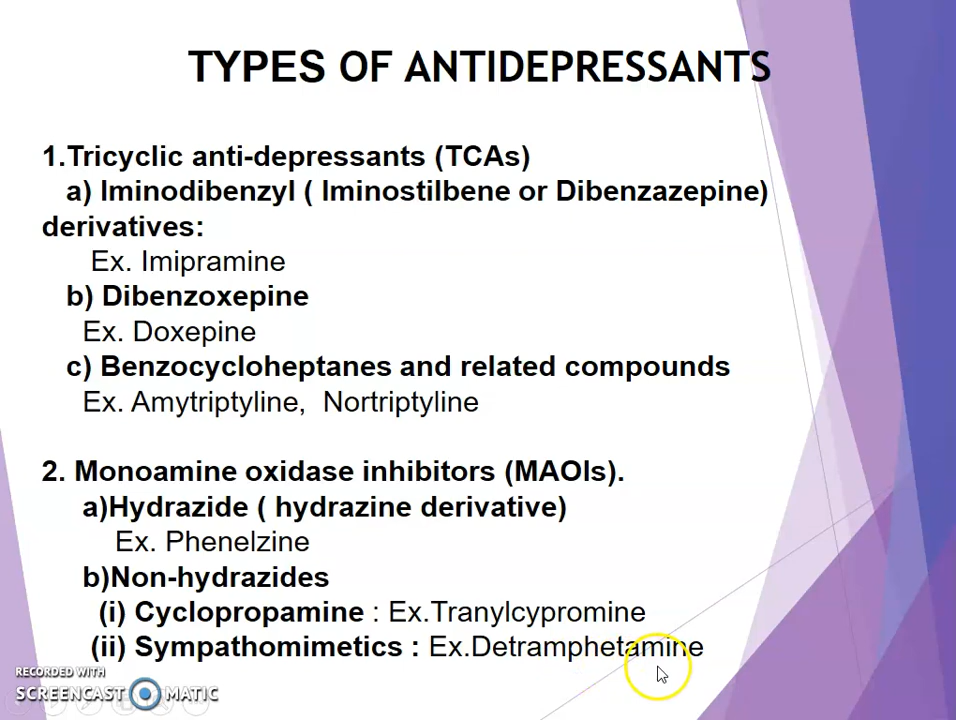 TYPES OF ANTIDEPRESSANTS
1.Tricyclic anti-depressants (TCAs)
a) Iminodibenzyl ( Iminostilbene or Dibenzazepine)
derivatives:
Ex. Imipramine
b) Dibenzoxepine
Ex. Doxepine
c) Benzocycloheptanes and related compounds
Ex. Amytriptyline, Nortriptyline
2. Monoamine oxidase inhibitors (MAOIs).
a)Hydrazide ( hydrazine derivative)
Ex. Phenelzine
b)Non-hydrazides
(i) Cyclopropamine : Ex.Tranylcypromine
(ii) Sympathomimetics : Ex.Detramphetamine
RECORDED WITH
SCREENCAST MATIC